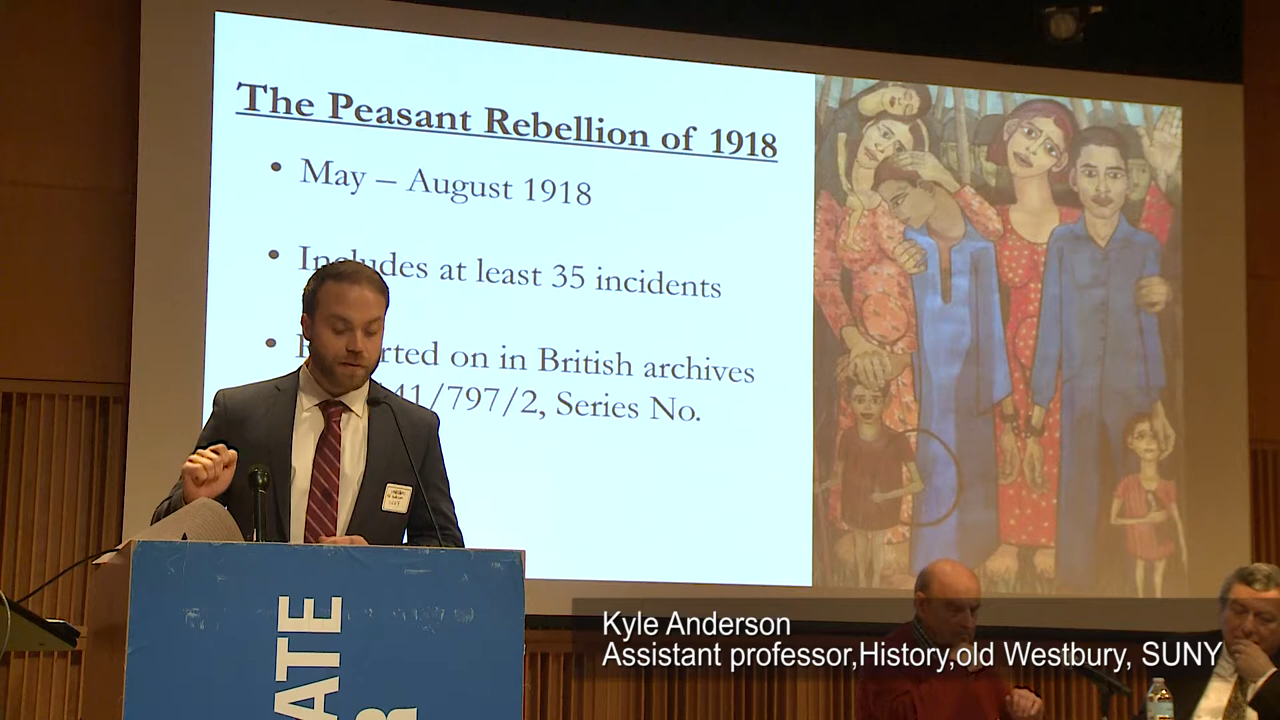 The Peasant Rebellion of 1918
• May – August 1918
• Includes at least 35 incidents
• rted on in British archives
41/797/2, Series No.
Kyle Anderson
Assistant professor,History,old Westbury, SUNY
ATE